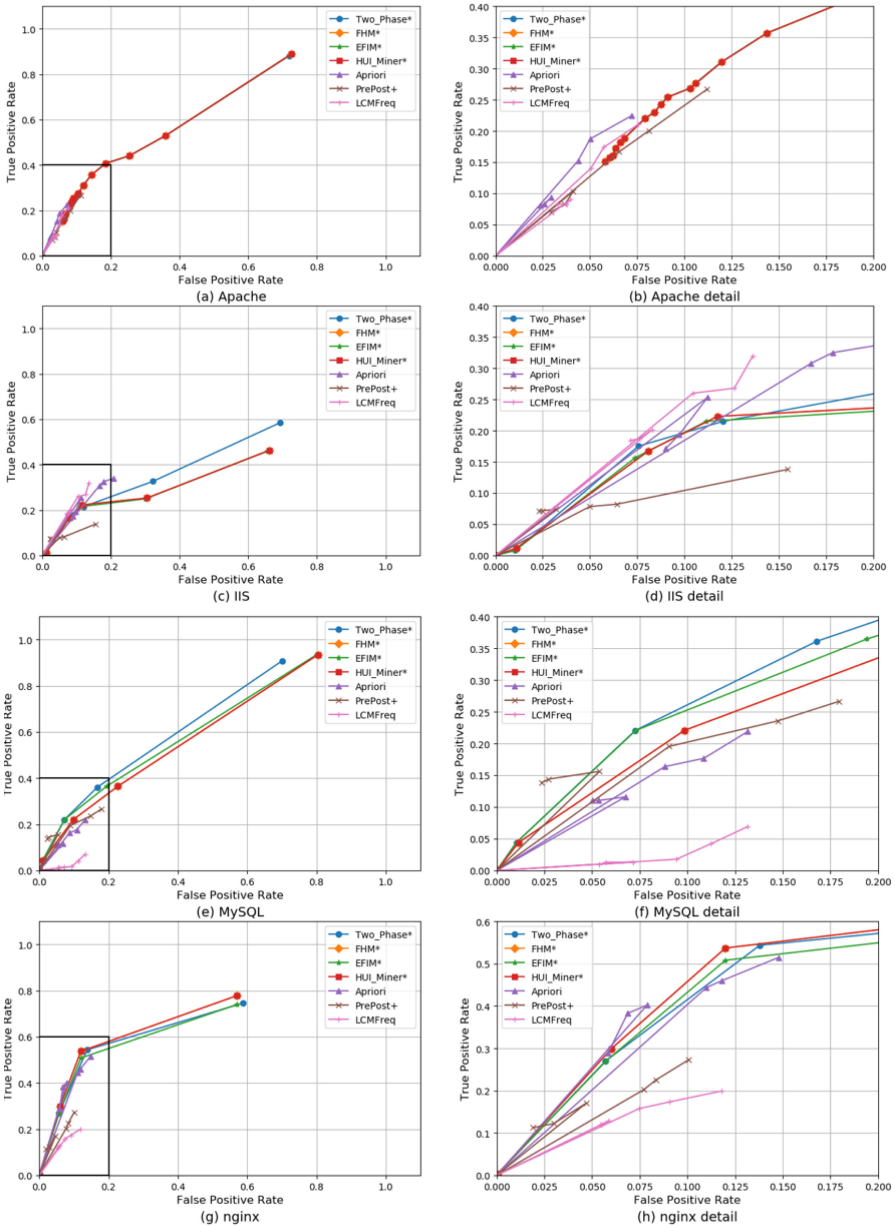 1.0
0.8
0.6
0.4
0.2
0.0
True Positive Rate
Two_Phase*
FHM*
EFIM*
HUI_Miner*
Apriori
PrePost+
LCMFreq
0.0 0.2 0.4 0.6 0.8 1.0
False Positive Rate
(a) Apache
0.40
0.35
0.30
0.25
0.20
0.15
0.10
0.05
0.00
True Positive Rate
Two_Phase*
FHM*
EFIM*
HUI_Miner*
Apriori
PrePost+
LCMFreq
0.000 0.025 0.050 0.075 0.100 0.125 0.150 0.175 0.200
False Positive Rate
(b) Apache detail
1.0
0.8
0.6
0.4
0.2
0.0
True Positive Rate
Two_Phase*
FHM*
EFIM*
HUI_Miner*
Apriori
PrePost+
LCMFreq
0.0 0.2 0.4 0.6 0.8 1.0
False Positive Rate
(c) IIS
0.40
0.35
0.30
0.25
0.20
0.15
0.10
0.05
0.00
True Positive Rate
Two_Phase*
FHM*
EFIM*
HUI_Miner*
Apriori
PrePost+
LCMFreq
0.000 0.025 0.050 0.075 0.100 0.125 0.150 0.175 0.200
False Positive Rate
(d) IIS detail
1.0
0.8
0.6
0.4
0.2
0.0
True Positive Rate
Two_Phase*
FHM*
EFIM*
HUI_Miner*
Apriori
PrePost+
LCMFreq
0.0 0.2 0.4 0.6 0.8 1.0
False Positive Rate
(e) MySQL
0.40
0.35
0.30
0.25
0.20
0.15
0.10
0.05
0.00
True Positive Rate
Two_Phase*
FHM*
EFIM*
HUI_Miner*
Apriori
PrePost+
LCMFreq
0.000 0.025 0.050 0.075 0.100 0.125 0.150 0.175 0.200
False Positive Rate
(f) MySQL detail
1.0
0.8
0.6
0.4
0.2
0.0
True Positive Rate
Two_Phase*
FHM*
EFIM*
HUI_Miner*
Apriori
PrePost+
LCMFreq
0.0 0.2 0.4 0.6 0.8 1.0
False Positive Rate
(g) nginx
0.6
0.5
0.4
0.3
0.2
0.1
0.0
True Positive Rate
Two_Phase*
FHM*
EFIM*
HUI_Miner*
Apriori
PrePost+
LCMFreq
0.000 0.025 0.050 0.075 0.100 0.125 0.150 0.175 0.200
False Positive Rate
(h) nginx detail